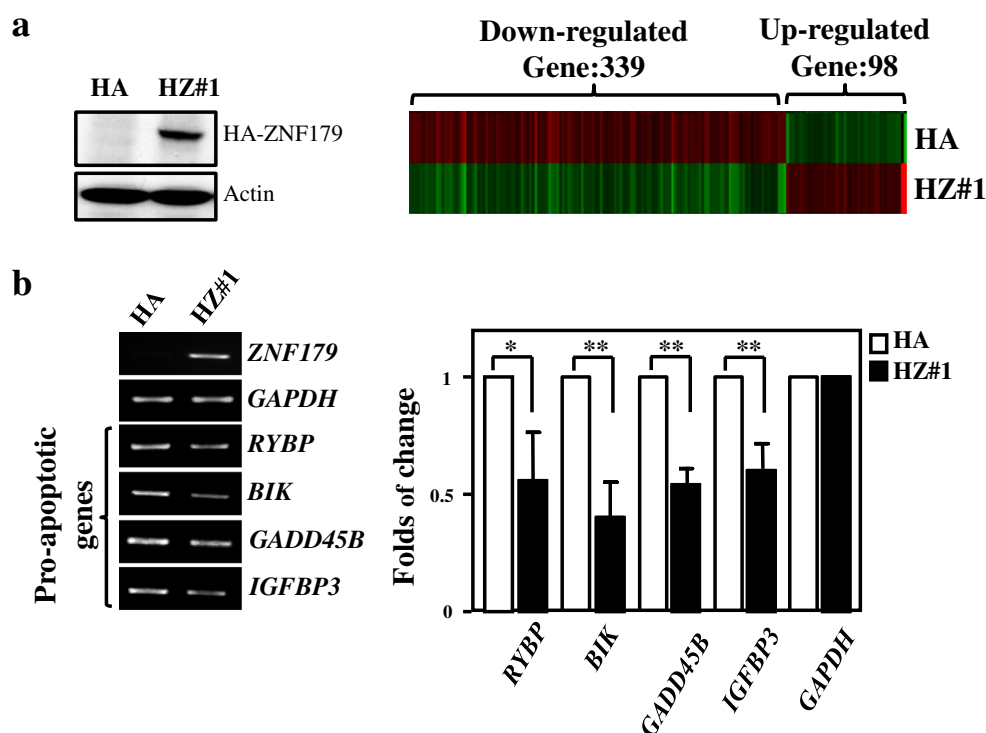 a
HA HZ#1
HA-ZNF179
Actin
Down-regulated
Gene:339
Up-regulated
Gene:98
HA
HZ#1
b
HA HZ#1
ZNF179
GAPDH
RYBP
BIK
GADD45B
IGFBP3
Pro-apoptotic
genes
Folds of change
1
0.5
0
* ** ** **
HA
HZ#1
RYBP BIK GADD45B IGFBP3 GAPDH